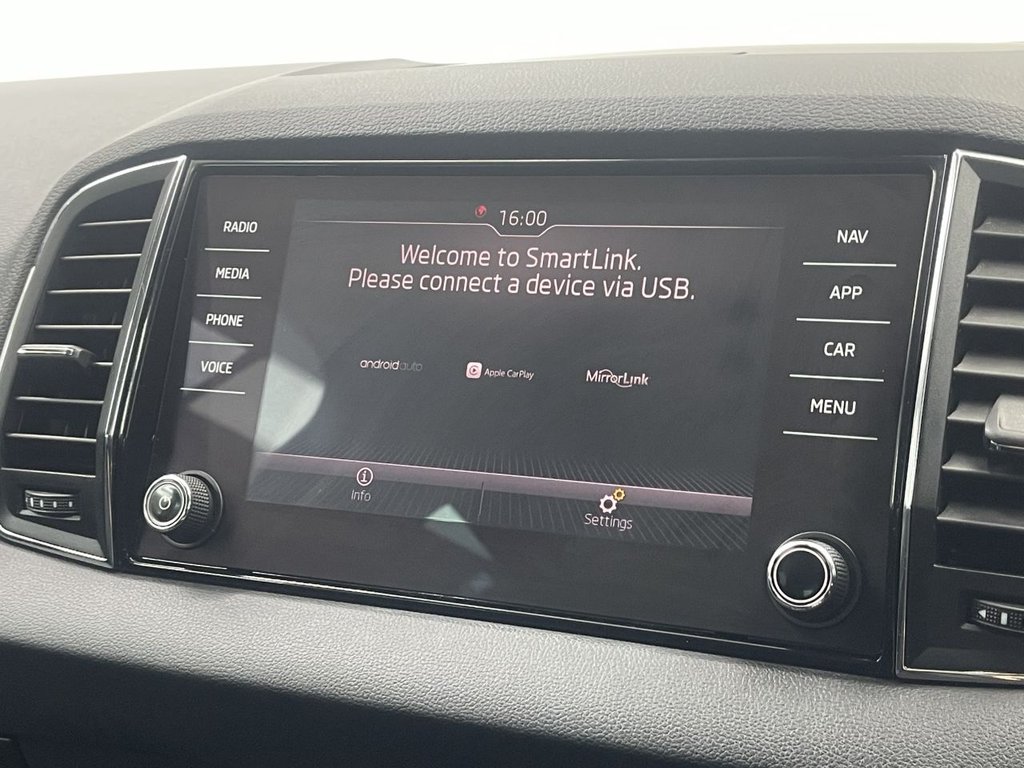 16:00
Welcome to SmartLink.
Please connect a device via USB.
androidauto
Apple CarPlay
MirrorLink
Info
Settings
RADIO
MEDIA
PHONE
VOICE
NAV
APP
CAR
MENU